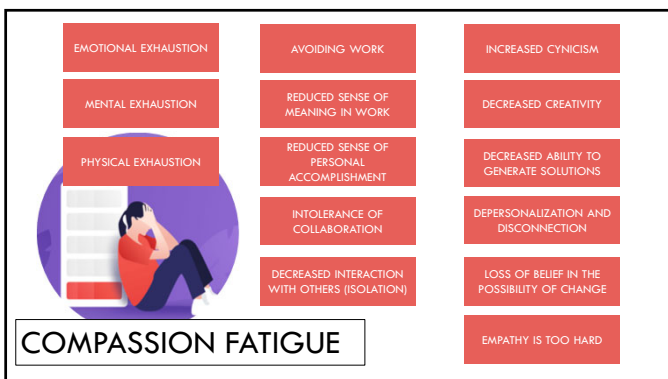 EMOTIONAL EXHAUSTION
MENTAL EXHAUSTION
PHYSICAL EXHAUSTION
AVOIDING WORK
REDUCED SENSE OF
MEANING IN WORK
REDUCED SENSE OF
PERSONAL
ACCOMPLISHMENT
INTOLERANCE OF
COLLABORATION
DECREASED INTERACTION
WITH OTHERS (ISOLATION)
INCREASED CYNICISM
DECREASED CREATIVITY
DECREASED ABILITY TO
GENERATE SOLUTIONS
DEPERSONALIZATION AND
DISCONNECTION
LOSS OF BELIEF IN THE
POSSIBILITY OF CHANGE
EMPATHY IS TOO HARD
COMPASSION FATIGUE